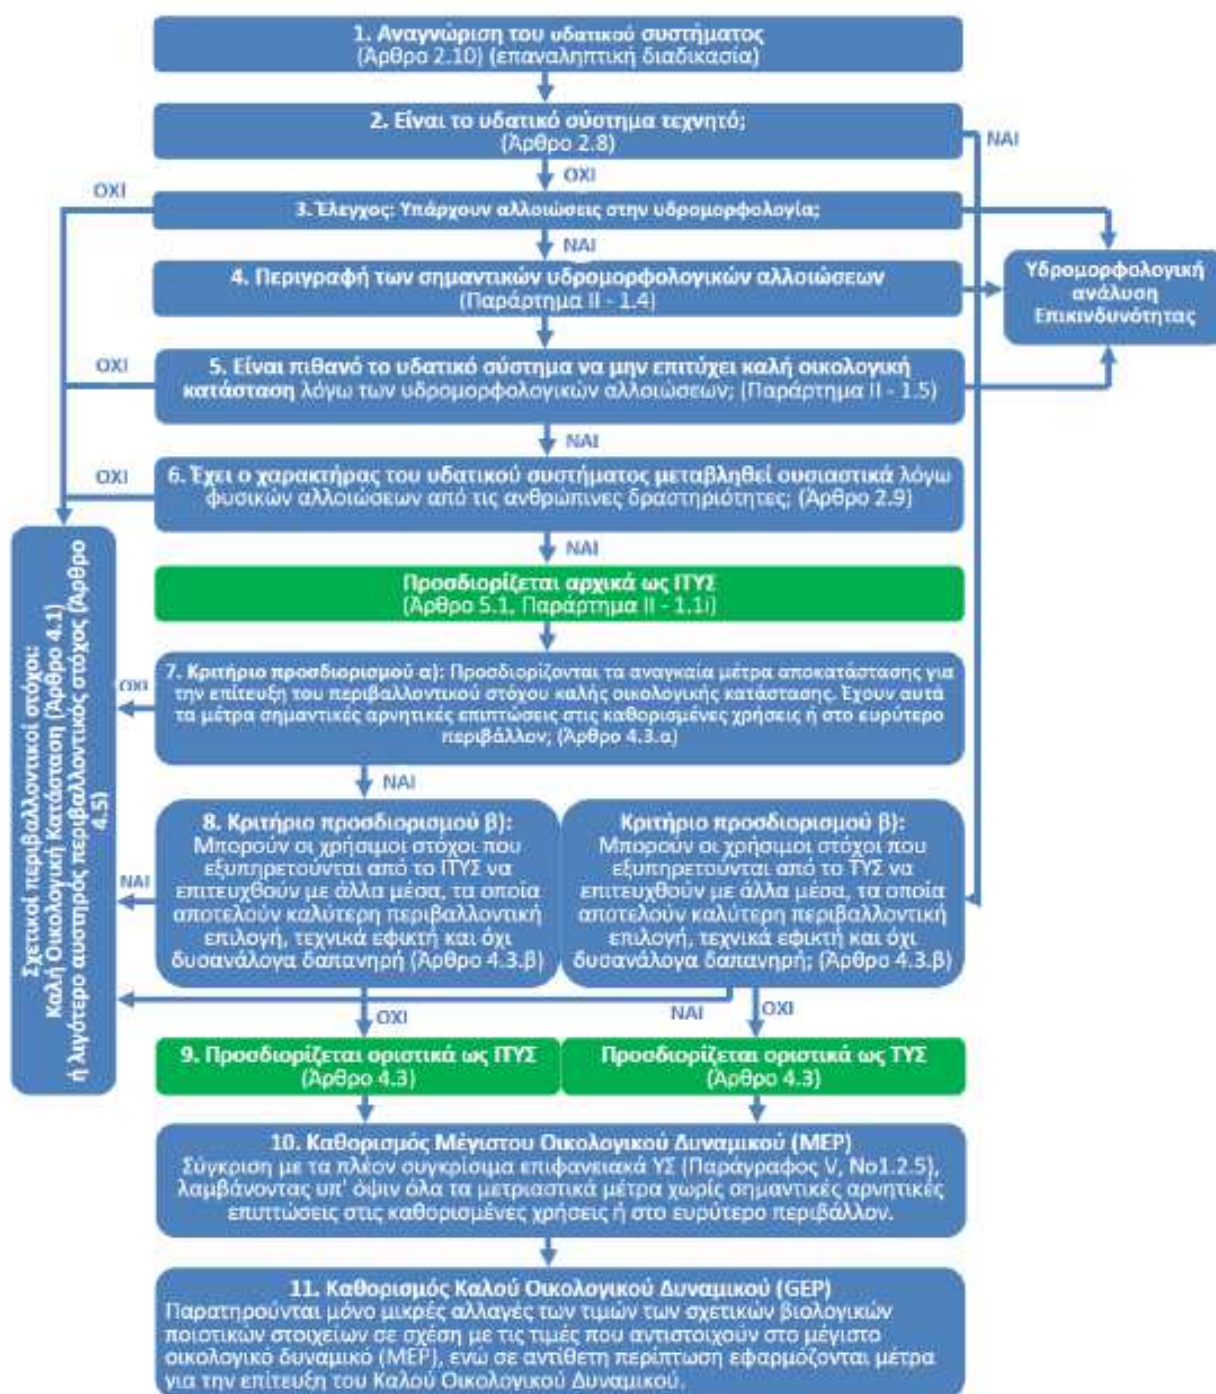 1. Αναγνώριση του υδατικού συστήματος
(Άρθρο 2.10) (επαναληπτική διαδικασία)
2. Είναι το υδατικό σύστημα τεχνητό;
(Άρθρο 2.8)
ΝΑΙ
ΟΧΙ
ΟΧΙ
3. Έλεγχος: Υπάρχουν αλλοιώσεις στην υδρομορφολογία;
ΝΑΙ
4. Περιγραφή των σημαντικών υδρομορφολογικών αλλοιώσεων
(Παράρτημα ΙΙ - 1.4)
Υδρομορφολογική
ανάλυση
Επικινδυνότητας
ΟΧΙ
5. Είναι πιθανό το υδατικό σύστημα να μην επιτύχει καλή οικολογική
κατάσταση λόγω των υδρομορφολογικών αλλοιώσεων; (Παράρτημα ΙΙ - 1.5)
ΝΑΙ
ΟΧΙ
6. Έχει ο χαρακτήρας του υδατικού συστήματος μεταβληθεί ουσιαστικά λόγω
φυσικών αλλοιώσεων από τις ανθρώπινες δραστηριότητες; (Άρθρο 2.9)
ΝΑΙ
Προσδιορίζεται αρχικά ως ΙΤΥΣ
(Άρθρο 5.1, Παράρτημα ΙΙ - 1.1i)
Σχετικοί περιβαλλοντικοί στόχοι:
Καλή Οικολογική Κατάσταση (Άρθρο 4.1)
ή λιγότερο αυστηρός περιβαλλοντικός στόχος (Άρθρο
4.5)
ΟΧΙ
7. Κριτήριο προσδιορισμού α): Προσδιορίζονται τα αναγκαία μέτρα αποκατάστασης για
την επίτευξη του περιβαλλοντικού στόχου καλής οικολογικής κατάστασης. Έχουν αυτά
τα μέτρα σημαντικές αρνητικές επιπτώσεις στις καθορισμένες χρήσεις ή στο ευρύτερο
περιβάλλον; (Άρθρο 4.3.α)
ΝΑΙ
ΝΑΙ
8. Κριτήριο προσδιορισμού β):
Μπορούν οι χρήσιμοι στόχοι που
εξυπηρετούνται από το ΙΤΥΣ να
επιτευχθούν με άλλα μέσα, τα οποία
αποτελούν καλύτερη περιβαλλοντική
επιλογή, τεχνικά εφικτή και όχι
δυσανάλογα δαπανηρή (Άρθρο 4.3.β)
Κριτήριο προσδιορισμού β):
Μπορούν οι χρήσιμοι στόχοι που
εξυπηρετούνται από το ΤΥΣ να
επιτευχθούν με άλλα μέσα, τα οποία
αποτελούν καλύτερη περιβαλλοντική
επιλογή, τεχνικά εφικτή και όχι
δυσανάλογα δαπανηρή; (Άρθρο 4.3.β)
ΟΧΙ
ΝΑΙ
ΟΧΙ
9. Προσδιορίζεται οριστικά ως ΙΤΥΣ
(Άρθρο 4.3)
Προσδιορίζεται οριστικά ως ΤΥΣ
(Άρθρο 4.3)
10. Καθορισμός Μέγιστου Οικολογικού Δυναμικού (MEP)
Σύγκριση με τα πλέον συγκρίσιμα επιφανειακά ΥΣ (Παράγραφος V, No1.2.5),
λαμβάνοντας υπ' όψιν όλα τα μετριαστικά μέτρα χωρίς σημαντικές αρνητικές
επιπτώσεις στις καθορισμένες χρήσεις ή στο ευρύτερο περιβάλλον.
11. Καθορισμός Καλού Οικολογικού Δυναμικού (GEP)
Παρατηρούνται μόνο μικρές αλλαγές των τιμών των σχετικών βιολογικών
ποιοτικών στοιχείων σε σχέση με τις τιμές που αντιστοιχούν στο μέγιστο
οικολογικό δυναμικό (MEP), ενώ σε αντίθετη περίπτωση εφαρμόζονται μέτρα
για την επίτευξη του Καλού Οικολογικού Δυναμικού.